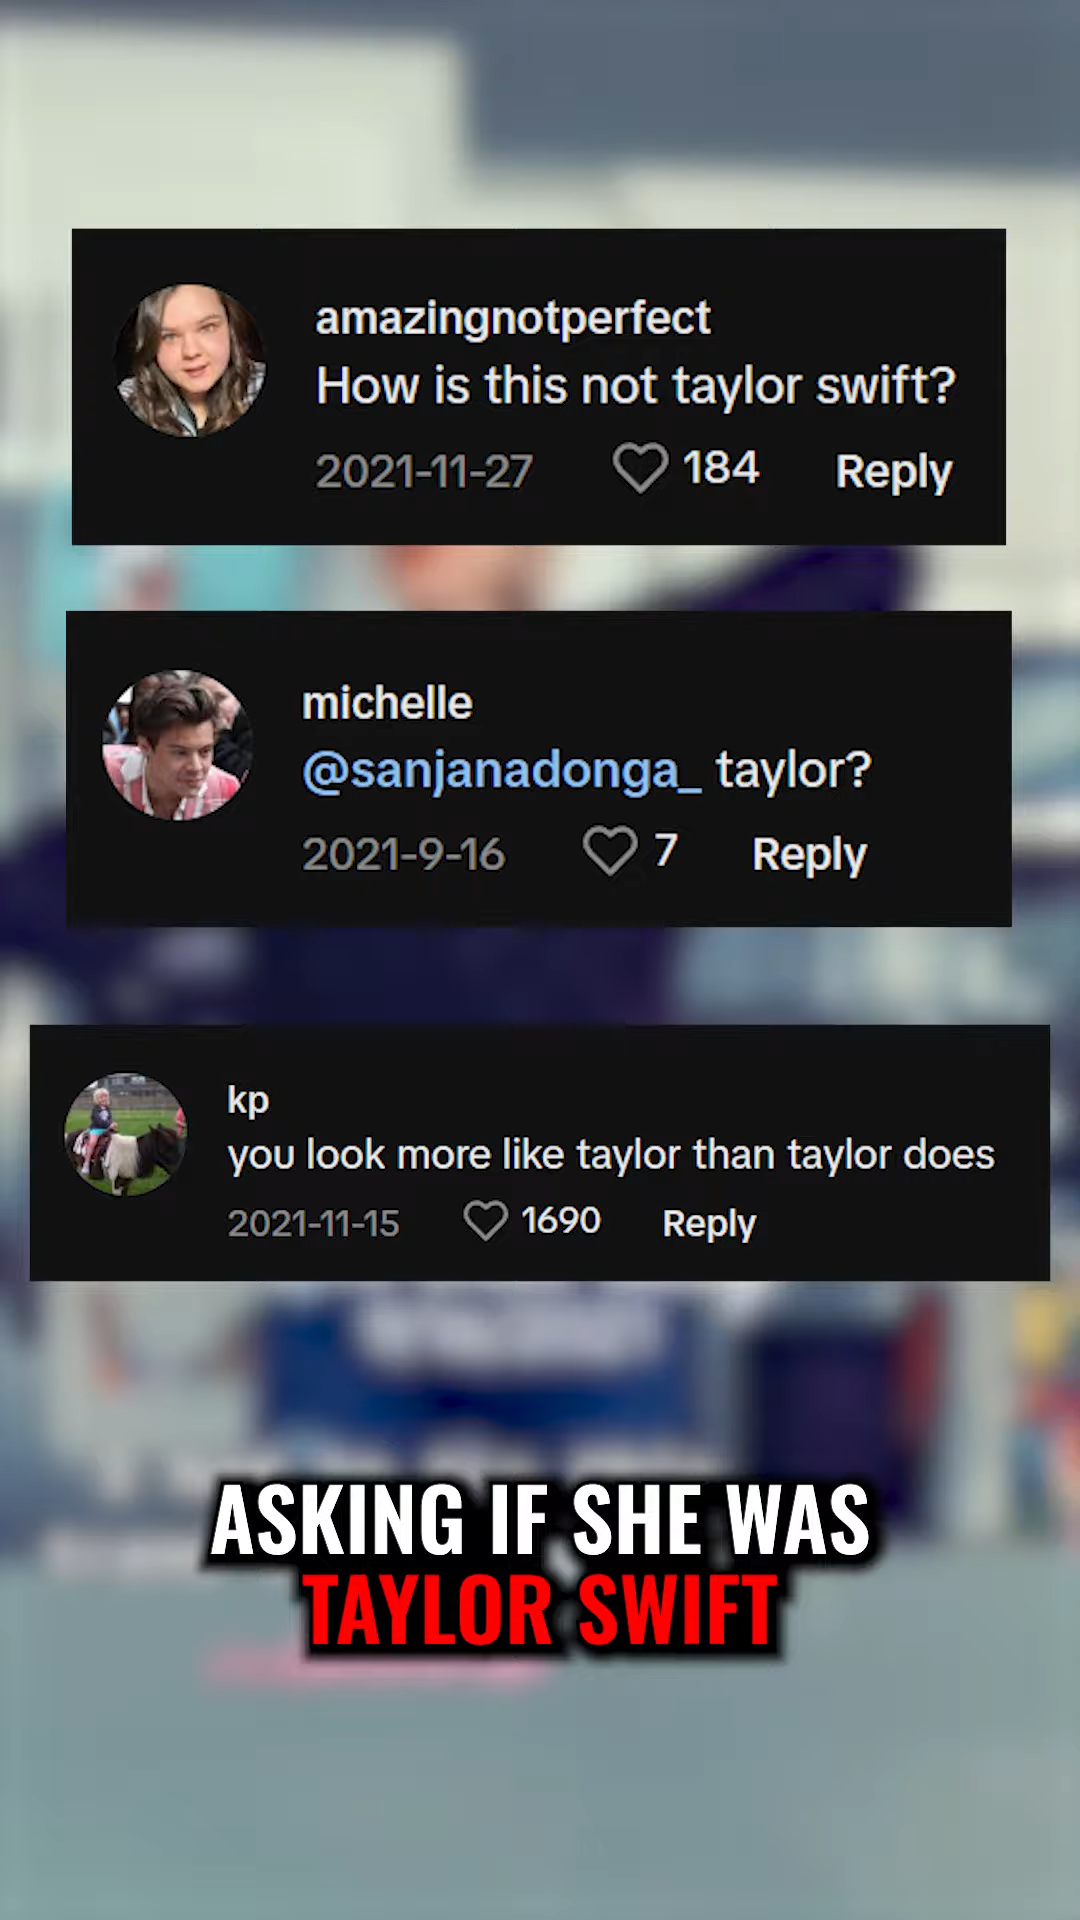 amazingnotperfect
How is this not taylor swift?
2021-11-27 184 Reply
michelle
@sanjanadonga_ taylor?
2021-9-16 7 Reply
kp
you look more like taylor than taylor does
2021-11-15 1690 Reply
ASKING IF SHE WAS
TAYLOR SWIFT